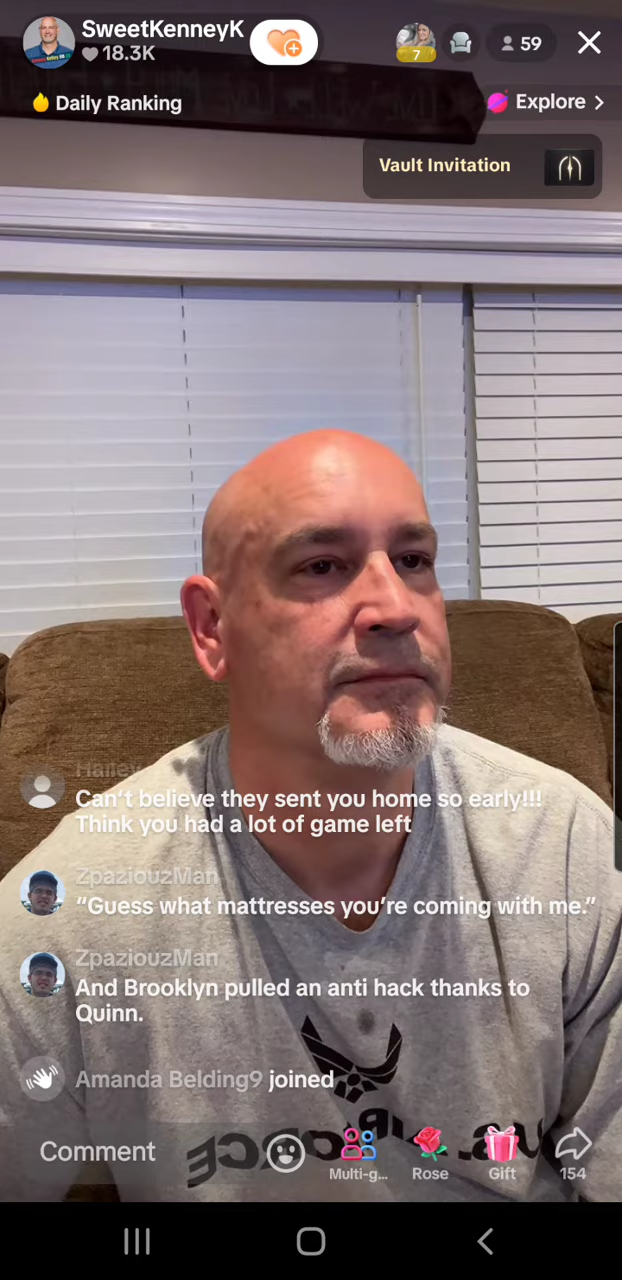 SweetKenneyK
18.3K
7
59
Daily Ranking
Explore
Vault Invitation
Hailey
Can't believe they sent you home so early!!!
Think you had a lot of game left
ZpaziouzMan
“Guess what mattresses you’re coming with me.”
ZpaziouzMan
And Brooklyn pulled an anti hack thanks to
Quinn.
Amanda Belding9 joined
Comment
Multi-g...
Rose
Gift
154
U.S. AIR FORCE